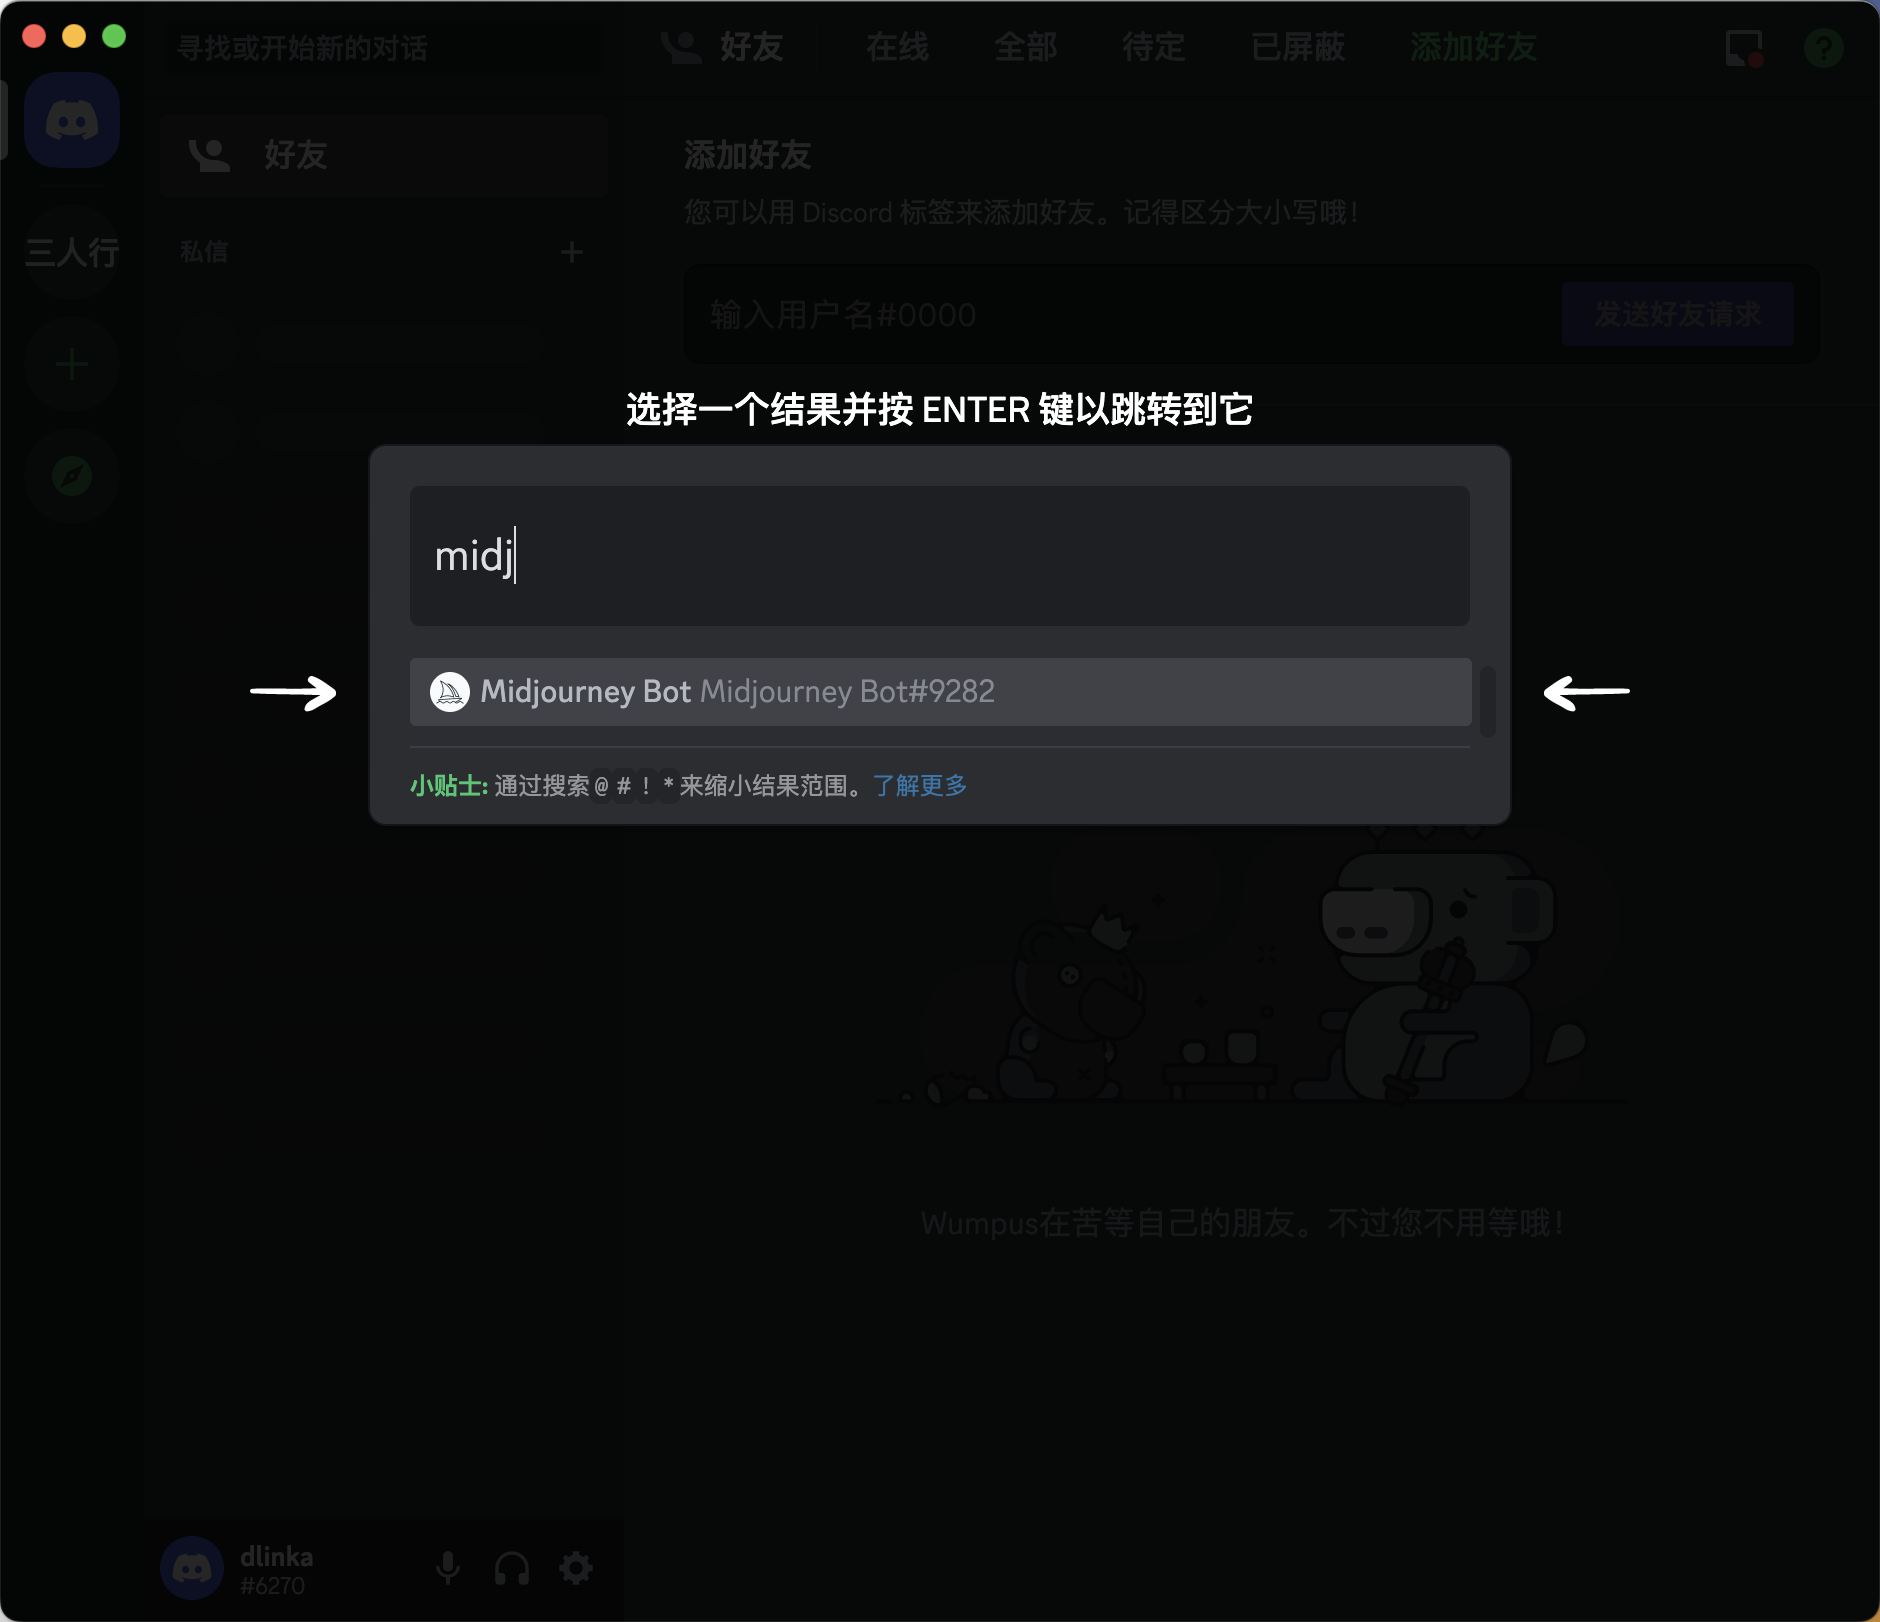 寻找或开始新的对话
好友
在线
全部
待定
已屏蔽
添加好友
好友
三人行
私信
添加好友
您可以用 Discord 标签来添加好友。记得区分大小写哦！
输入用户名#0000
发送好友请求
选择一个结果并按 ENTER 键以跳转到它
midj
Midjourney Bot Midjourney Bot#9282
小贴士: 通过搜索 @ # ! * 来缩小结果范围。 了解更多
Wumpus在苦等自己的朋友。不过您不用等哦！
dlinka
#6270